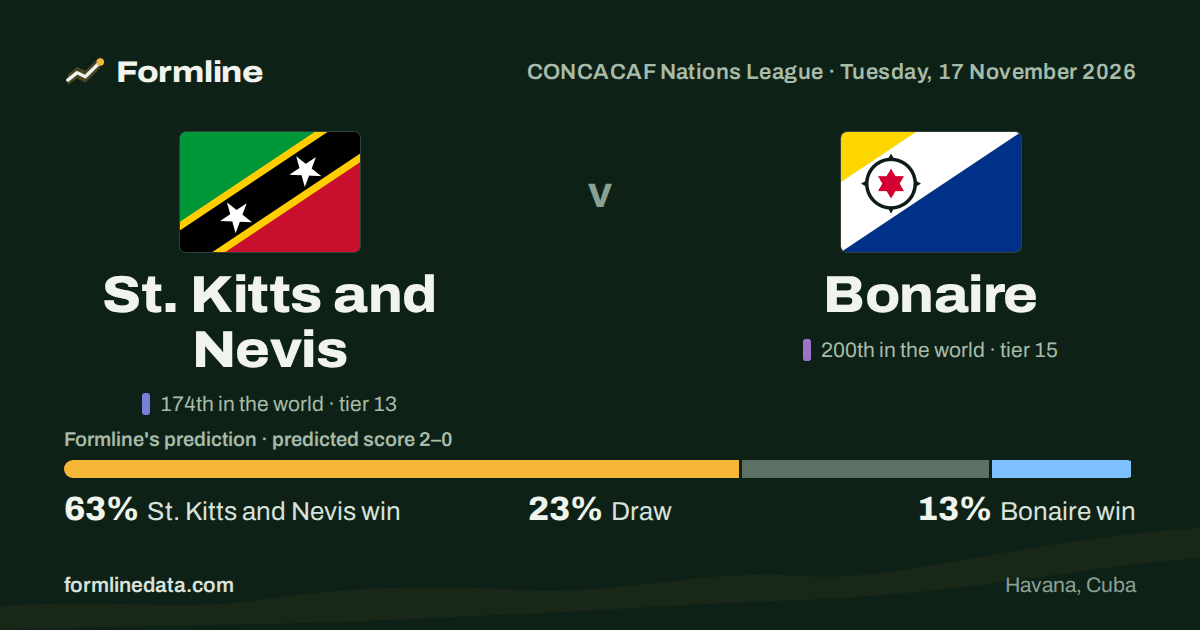 Formline
CONCACAF Nations League · Tuesday, 17 November 2026
v
St. Kitts and
Nevis
174th in the world · tier 13
Bonaire
200th in the world · tier 15
Formline's prediction · predicted score 2–0
63% St. Kitts and Nevis win
23% Draw
13% Bonaire win
formlinedata.com
Havana, Cuba